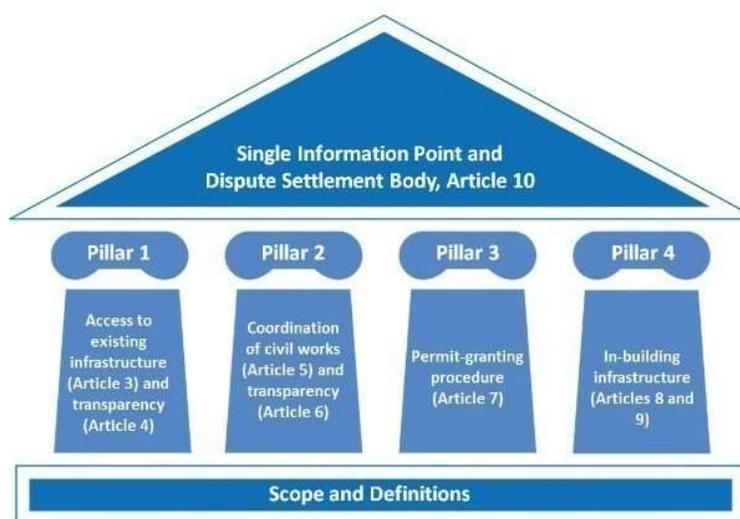 Single Information Point and
Dispute Settlement Body, Article 10
Pillar 1
Pillar 2
Pillar 3
Pillar 4
Access to
existing
infrastructure
(Article 3) and
transparency
(Article 4)
Coordination
of civil works
(Article 5) and
transparency
(Article 6)
Permit-granting
procedure
(Article 7)
In-building
infrastructure
(Articles 8 and
9)
Scope and Definitions